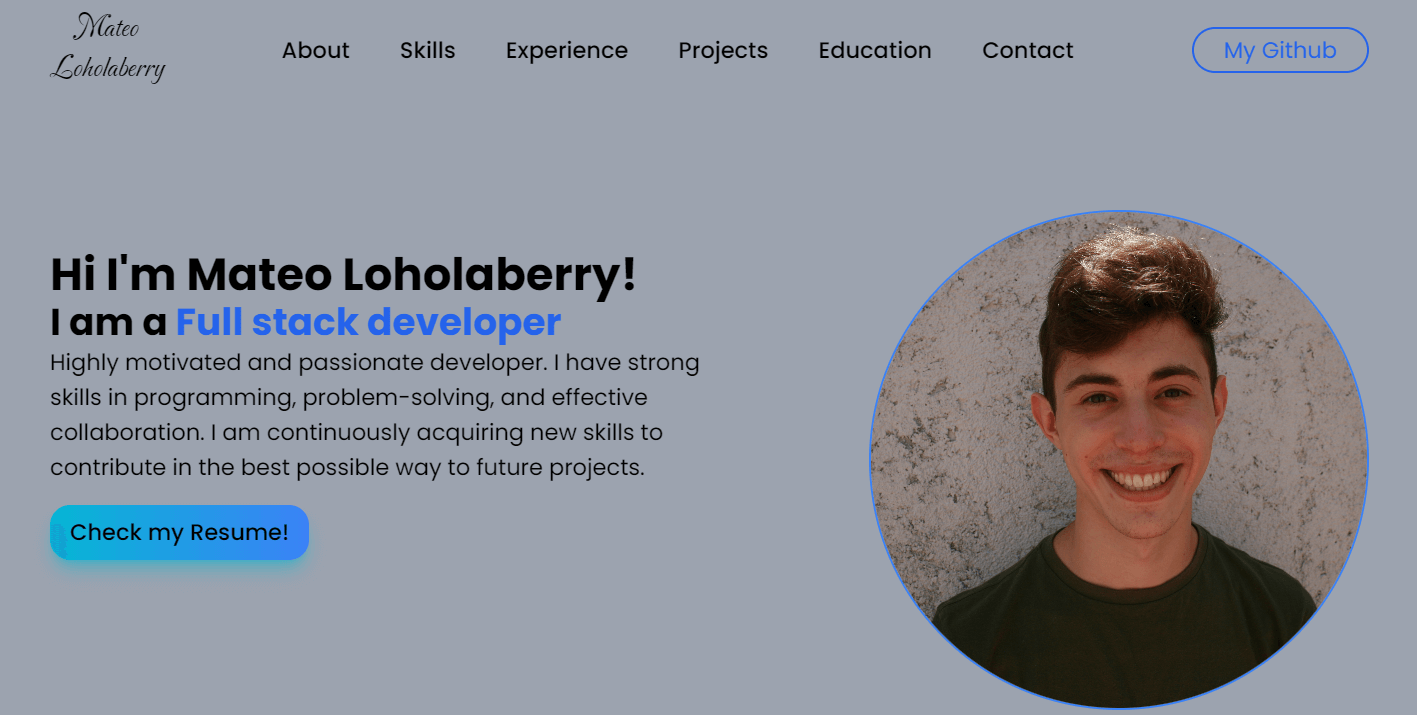 Mateo
Loholaberry
About Skills Experience Projects Education Contact
My Github
Hi I'm Mateo Loholaberry!
I am a Full stack developer
Highly motivated and passionate developer. I have strong
skills in programming, problem-solving, and effective
collaboration. I am continuously acquiring new skills to
contribute in the best possible way to future projects.
Check my Resume!